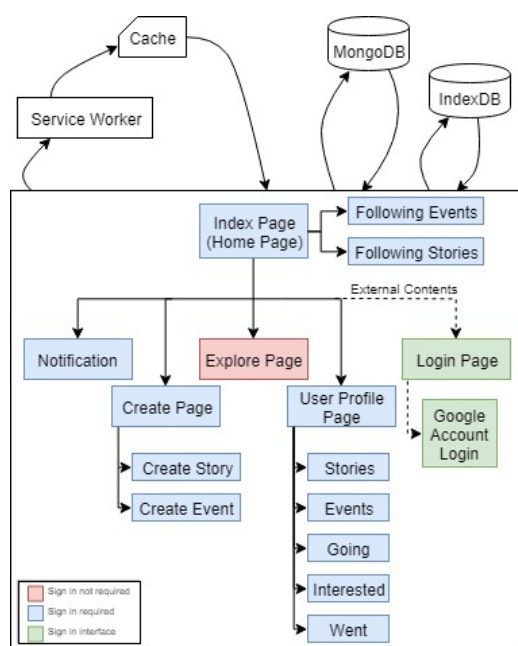 Cache
MongoDB
IndexDB
Service Worker
Index Page
(Home Page)
Following Events
Following Stories
External Contents
Notification
Explore Page
Login Page
Create Page
User Profile
Page
Google
Account
Login
Create Story
Stories
Create Event
Events
Going
Interested
Went
Sign in not required
Sign in required
Sign in interface